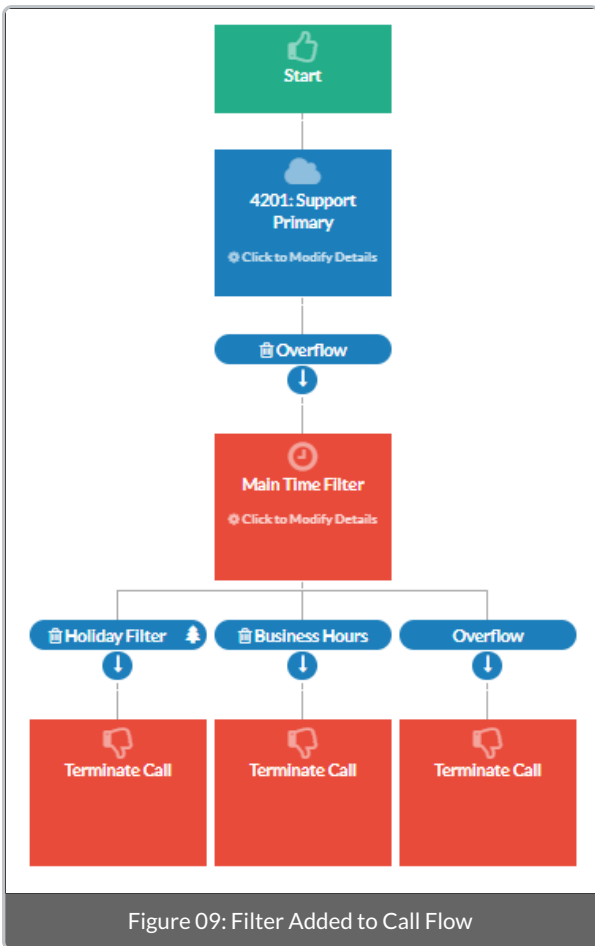 Start
4201: Support
Primary
Click to Modify Details
Overflow
Main Time Filter
Click to Modify Details
Holiday Filter
Business Hours
Overflow
Terminate Call
Terminate Call
Terminate Call
Figure 09: Filter Added to Call Flow